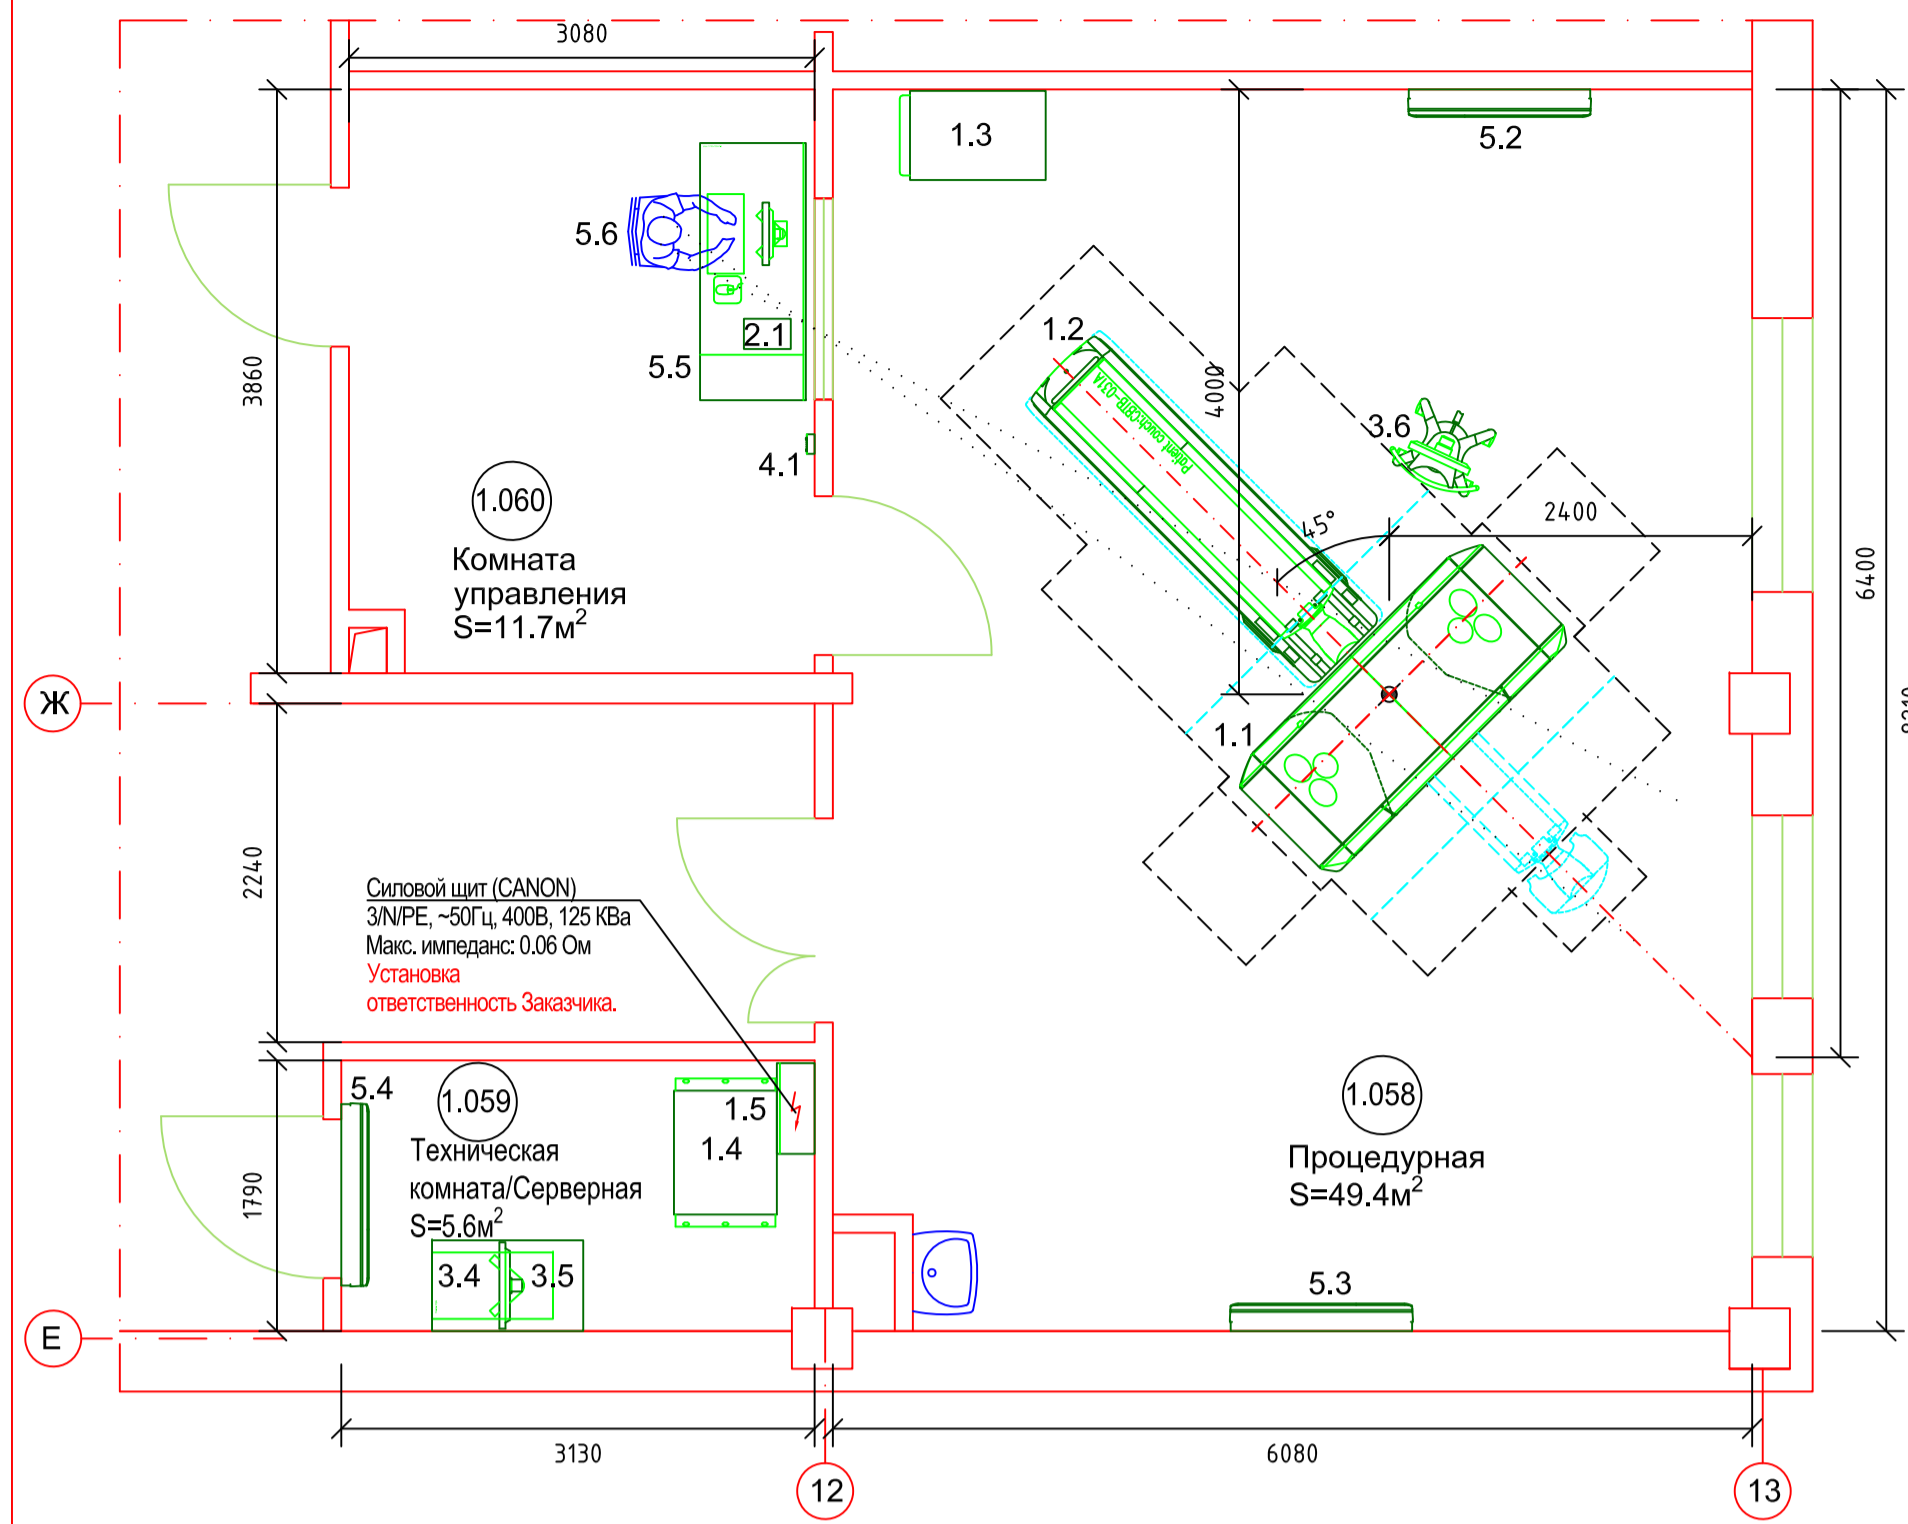 3080
1.3
5.2
5.6
1.2
2.1
5.5
3860
4000
Patient couch:CBTB-031A
3.6
4.1
1.060
45°
2400
6400
Комната
управления
S=11.7м²
Ж
1.1
2240
Силовой щит (CANON)
3/N/PE, ~50Гц, 400В, 125 КВа
Макс. импеданс: 0.06 Ом
Установка
ответственность Заказчика.
5.4
1.059
1.5
1.4
1.058
Техническая
комната/Серверная
S=5.6м²
Процедурная
S=49.4м²
1790
3.4
3.5
5.3
Е
3130
6080
12
13